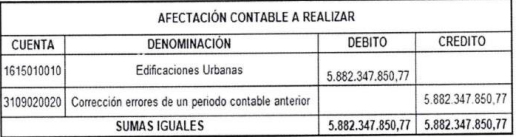 AFECTACIÓN CONTABLE A REALIZAR
CUENTA DENOMINACIÓN DEBITO CREDITO
1615010010 Edificaciones Urbanas 5.882.347.850,77
3109020020 Corrección errores de un periodo contable anterior 5.882.347.850,77
SUMAS IGUALES 5.882.347.850,77 5.882.347.850,77